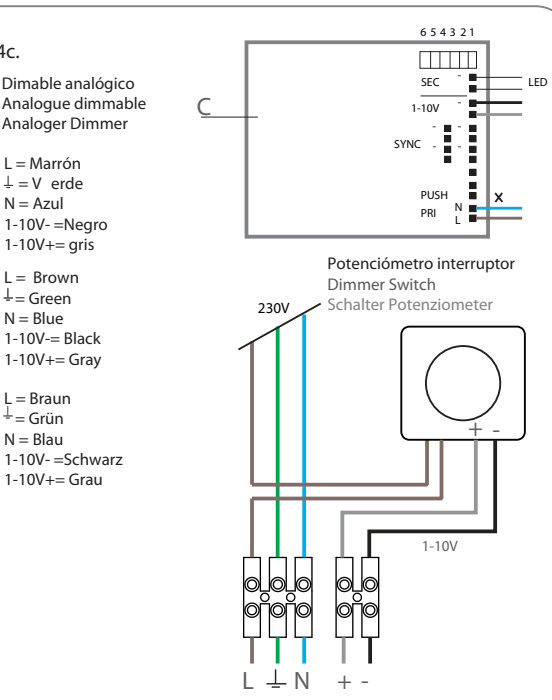 4c.
Dimable analógico
Analogue dimmable
Analoger Dimmer
L = Marrón
⏚ = V erde
N = Azul
1-10V- =Negro
1-10V+= gris
L = Brown
⏚ = Green
N = Blue
1-10V-= Black
1-10V+= Gray
L = Braun
⏚ = Grün
N = Blau
1-10V- =Schwarz
1-10V+= Grau
C
6 5 4 3 2 1
SEC - LED
1-10V -
- -
SYNC - -
PUSH
x
PRI N
L
Potenciómetro interruptor
Dimmer Switch
Schalter Potenziometer
230V
+ -
1-10V
L ⏚ N + -